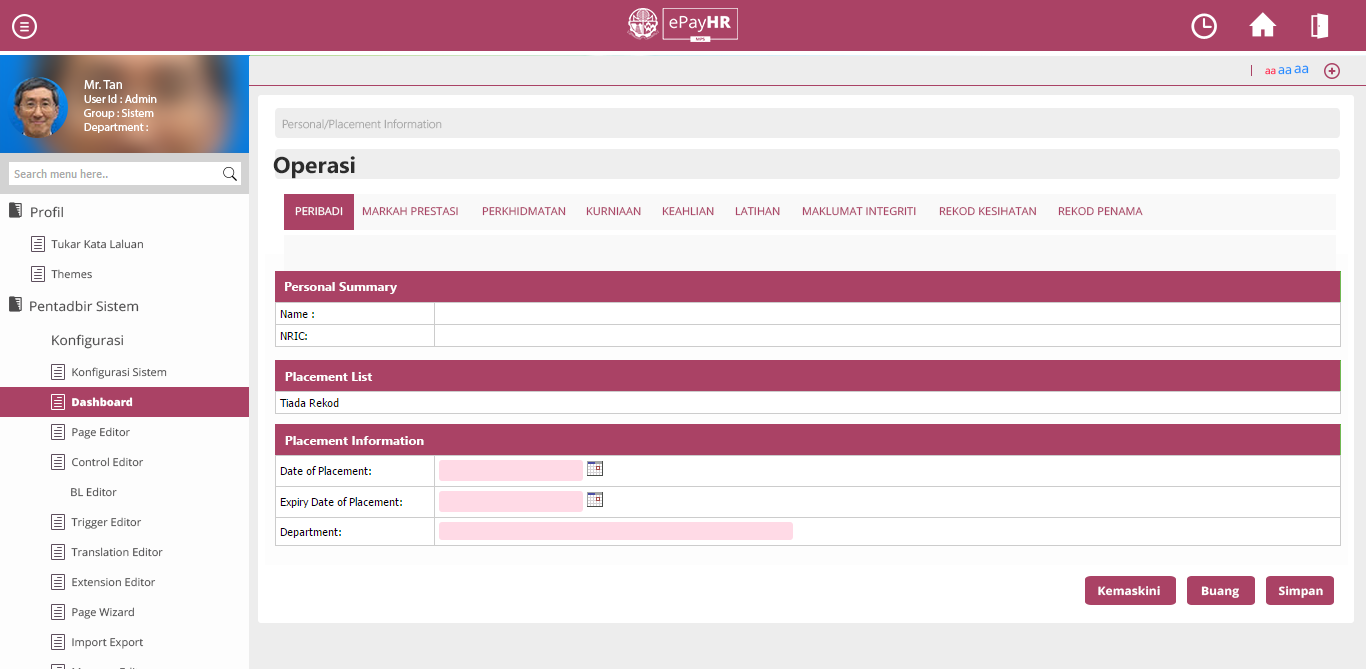 ePayHR
Mr. Tan
User Id : Admin
Group : Sistem
Department :
| aa aa aa
Search menu here..
Profil
Tukar Kata Laluan
Themes
Pentadbir Sistem
Konfigurasi
Konfigurasi Sistem
Dashboard
Page Editor
Control Editor
BL Editor
Trigger Editor
Translation Editor
Extension Editor
Page Wizard
Import Export
Personal/Placement Information
Operasi
PERIBADI MARKAH PRESTASI PERKHIDMATAN KURNIAAN KEAHLIAN LATIHAN MAKLUMAT INTEGRITI REKOD KESIHATAN REKOD PENAMA
Personal Summary
Name :
NRIC:
Placement List
Tiada Rekod
Placement Information
Date of Placement:
Expiry Date of Placement:
Department:
Kemaskini Buang Simpan